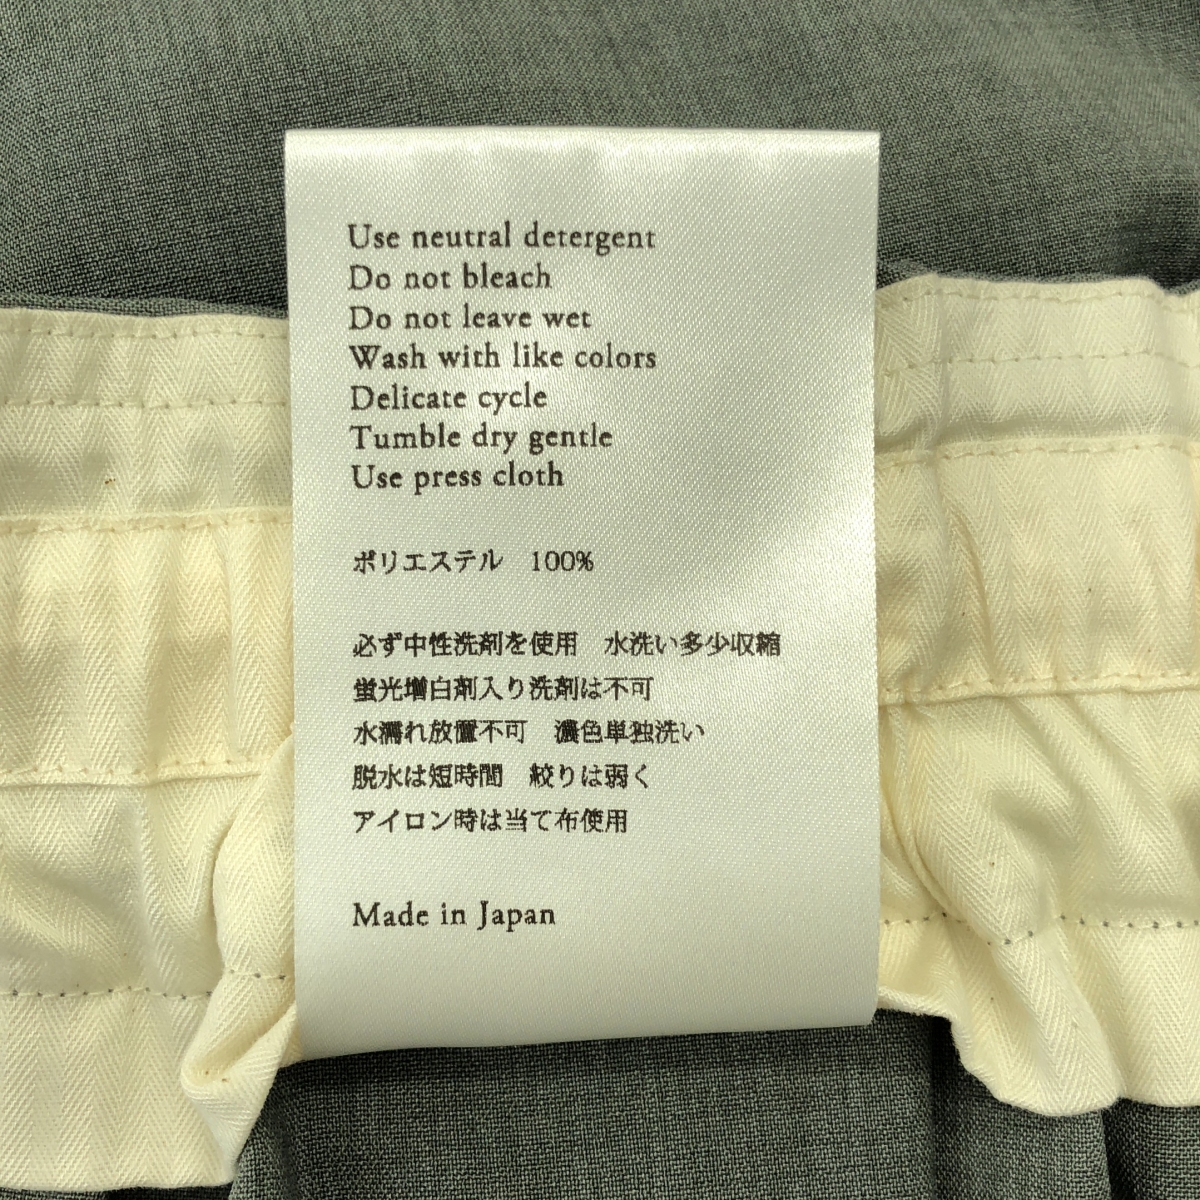 Use neutral detergent
Do not bleach
Do not leave wet
Wash with like colors
Delicate cycle
Tumble dry gentle
Use press cloth
ポリエステル　100%
必ず中性洗剤を使用　水洗い多少収縮
蛍光増白剤入り洗剤は不可
水濡れ放置不可　濃色単独洗い
脱水は短時間　絞りは弱く
アイロン時は当て布使用
Made in Japan